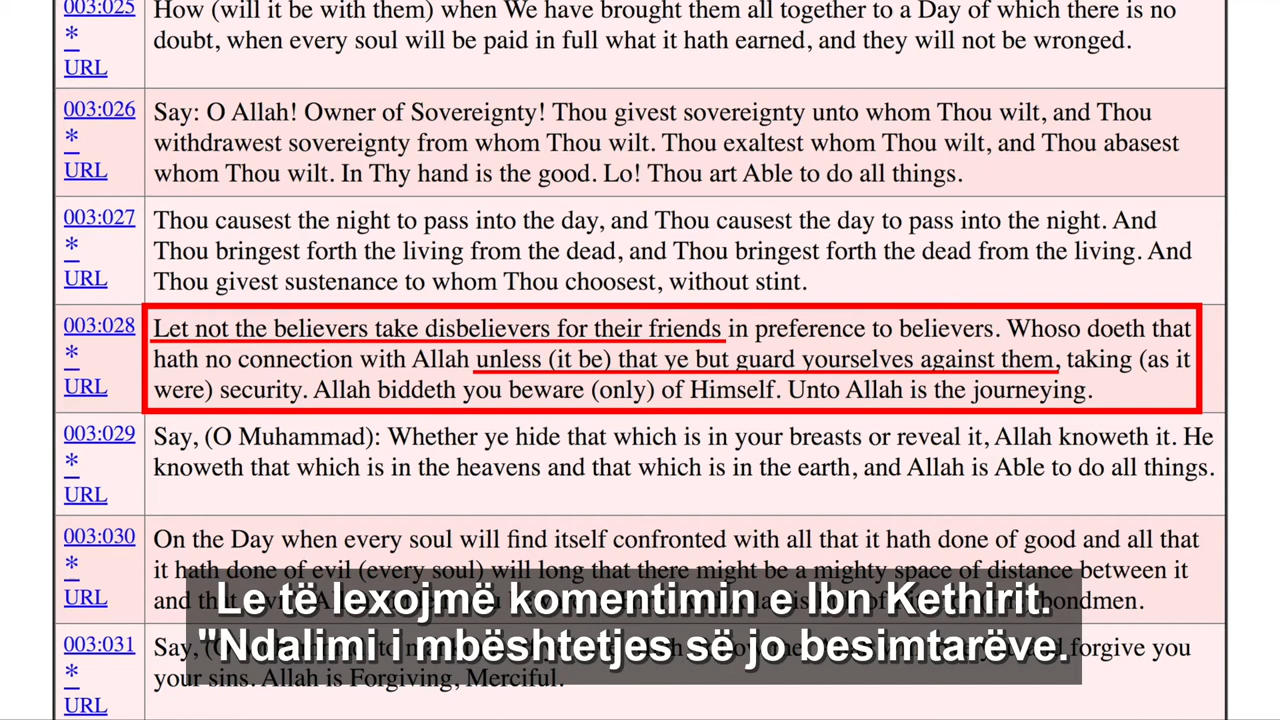 003:025
*
URL
How (will it be with them) when We have brought them all together to a Day of which there is no
doubt, when every soul will be paid in full what it hath earned, and they will not be wronged.
003:026
*
URL
Say: O Allah! Owner of Sovereignty! Thou givest sovereignty unto whom Thou wilt, and Thou
withdrawest sovereignty from whom Thou wilt. Thou exaltest whom Thou wilt, and Thou abasest
whom Thou wilt. In Thy hand is the good. Lo! Thou art Able to do all things.
003:027
*
URL
Thou causest the night to pass into the day, and Thou causest the day to pass into the night. And
Thou bringest forth the living from the dead, and Thou bringest forth the dead from the living. And
Thou givest sustenance to whom Thou choosest, without stint.
003:028
*
URL
Let not the believers take disbelievers for their friends in preference to believers. Whoso doeth that
hath no connection with Allah unless (it be) that ye but guard yourselves against them, taking (as it
were) security. Allah biddeth you beware (only) of Himself. Unto Allah is the journeying.
003:029
*
URL
Say, (O Muhammad): Whether ye hide that which is in your breasts or reveal it, Allah knoweth it. He
knoweth that which is in the heavens and that which is in the earth, and Allah is Able to do all things.
003:030
*
URL
On the Day when every soul will find itself confronted with all that it hath done of good and all that
it hath done of evil (every soul) will long that there might be a mighty space of distance between it
and that bondmen.
003:031
*
URL
Say, forgive you
your sins. Allah is Forgiving, Merciful.
Le të lexojmë komentimin e Ibn Kethirit.
"Ndalimi i mbështetjes së jo besimtarëve.